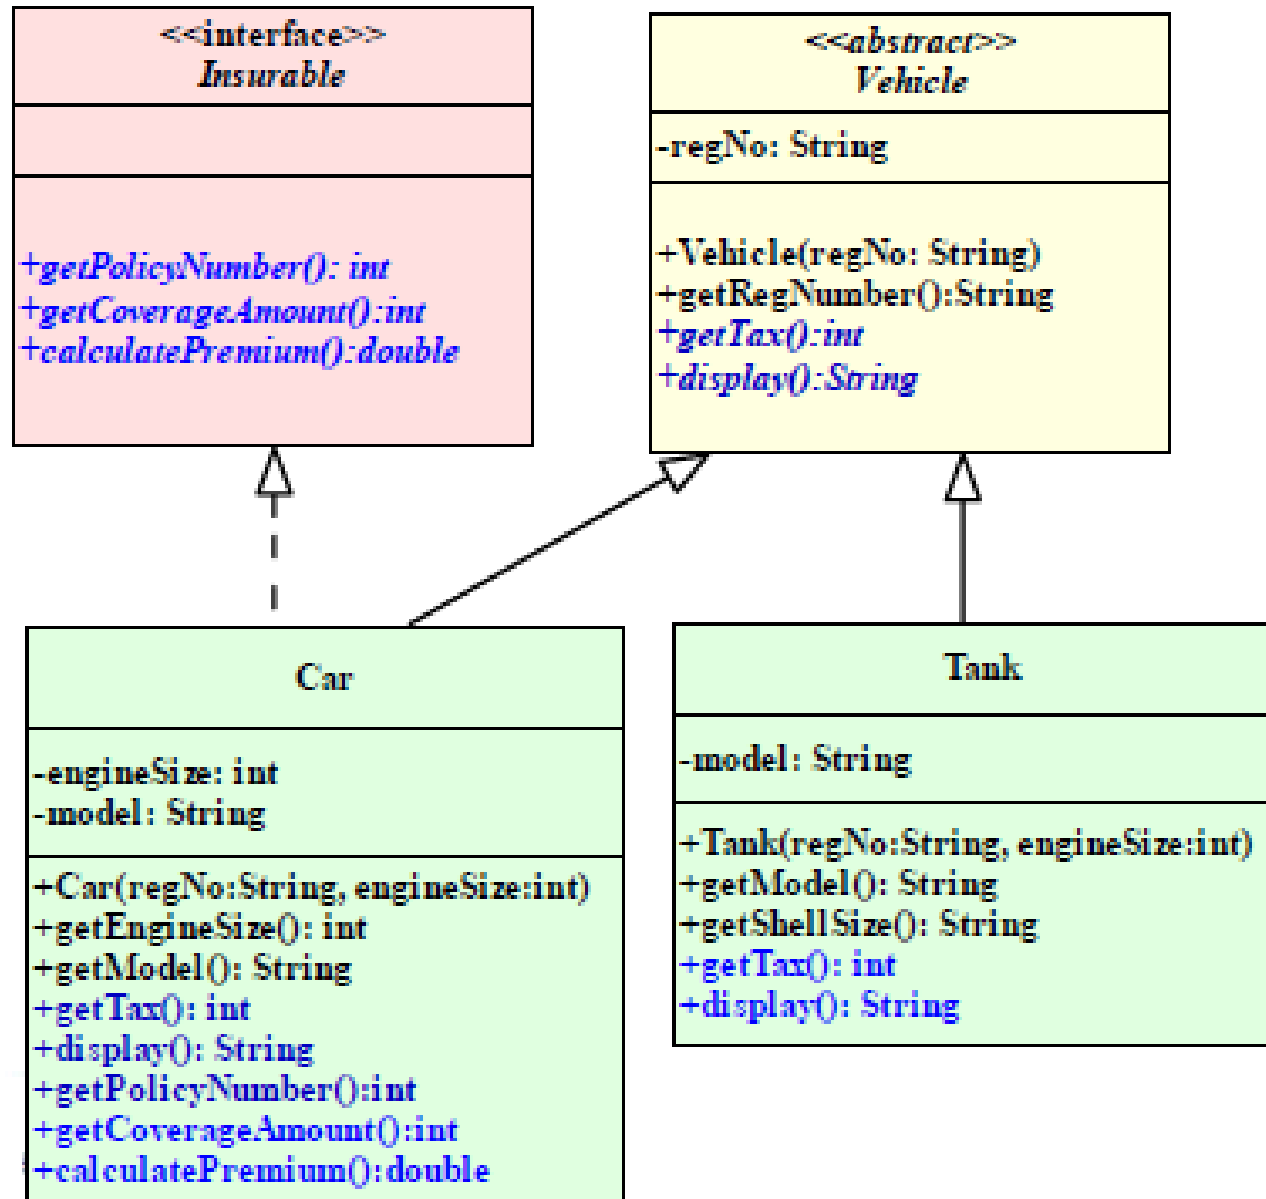 <<interface>>
Insurable
+getPolicyNumber(): int
+getCoverageAmount():int
+calculatePremium():double
<<abstract>>
Vehicle
-regNo: String
+Vehicle(regNo: String)
+getRegNumber():String
+getTax():int
+display():String
Car
-engineSize: int
-model: String
+Car(regNo:String, engineSize:int)
+getEngineSize(): int
+getModel(): String
+getTax(): int
+display(): String
+getPolicyNumber():int
+getCoverageAmount():int
+calculatePremium():double
Tank
-model: String
+Tank(regNo:String, engineSize:int)
+getModel(): String
+getShellSize(): String
+getTax(): int
+display(): String